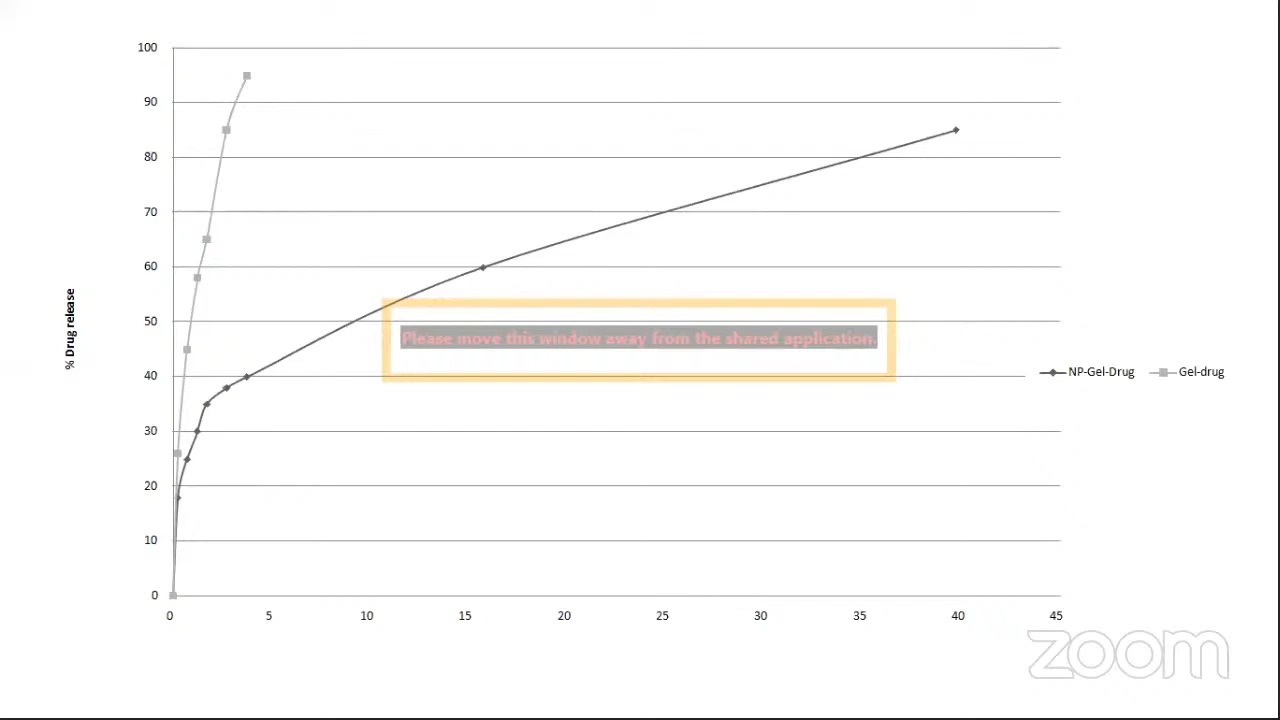 100
90
80
70
60
50
40
30
20
10
0
% Drug release
Please move this window away from the shared application.
NP-Gel-Drug Gel-drug
0 5 10 15 20 25 30 35 40 45
zoom